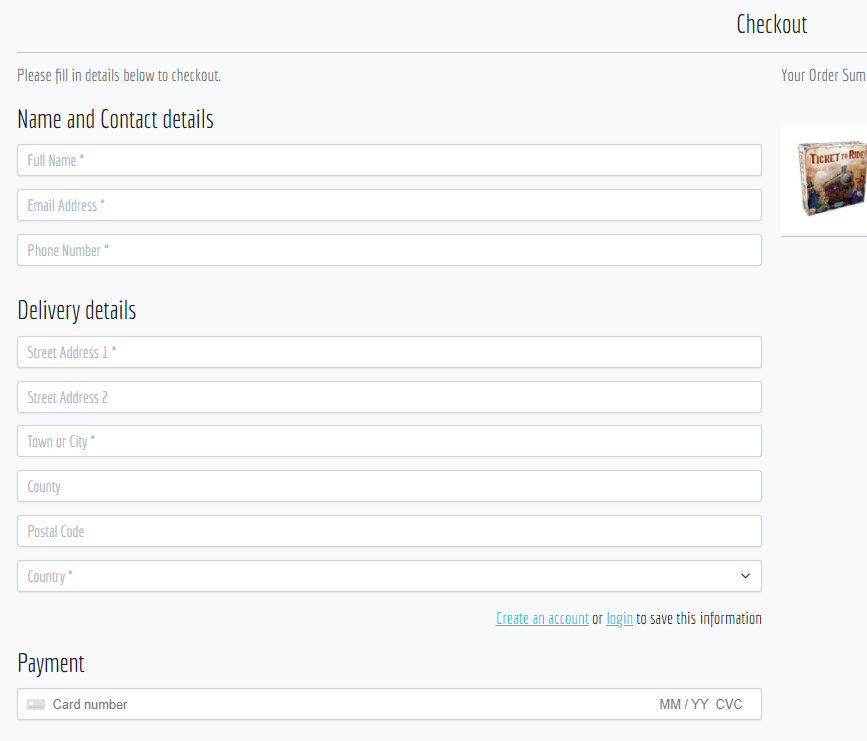 Checkout
Please fill in details below to checkout.
Your Order Sum
Name and Contact details
Full Name *
Email Address *
Phone Number *
TICKET TO RIDE
Delivery details
Street Address 1 *
Street Address 2
Town or City *
County
Postal Code
Country *
Create an account or login to save this information
Payment
Card number MM / YY CVC